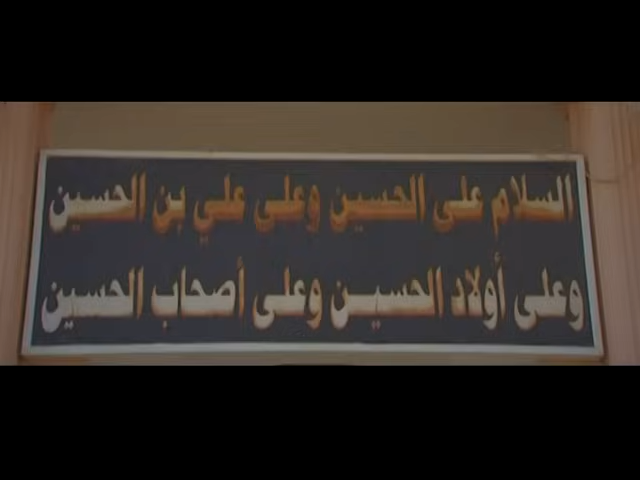 السلام على الحسين وعلى علي بن الحسين
وعلى أولاد الحسين وعلى أصحاب الحسين